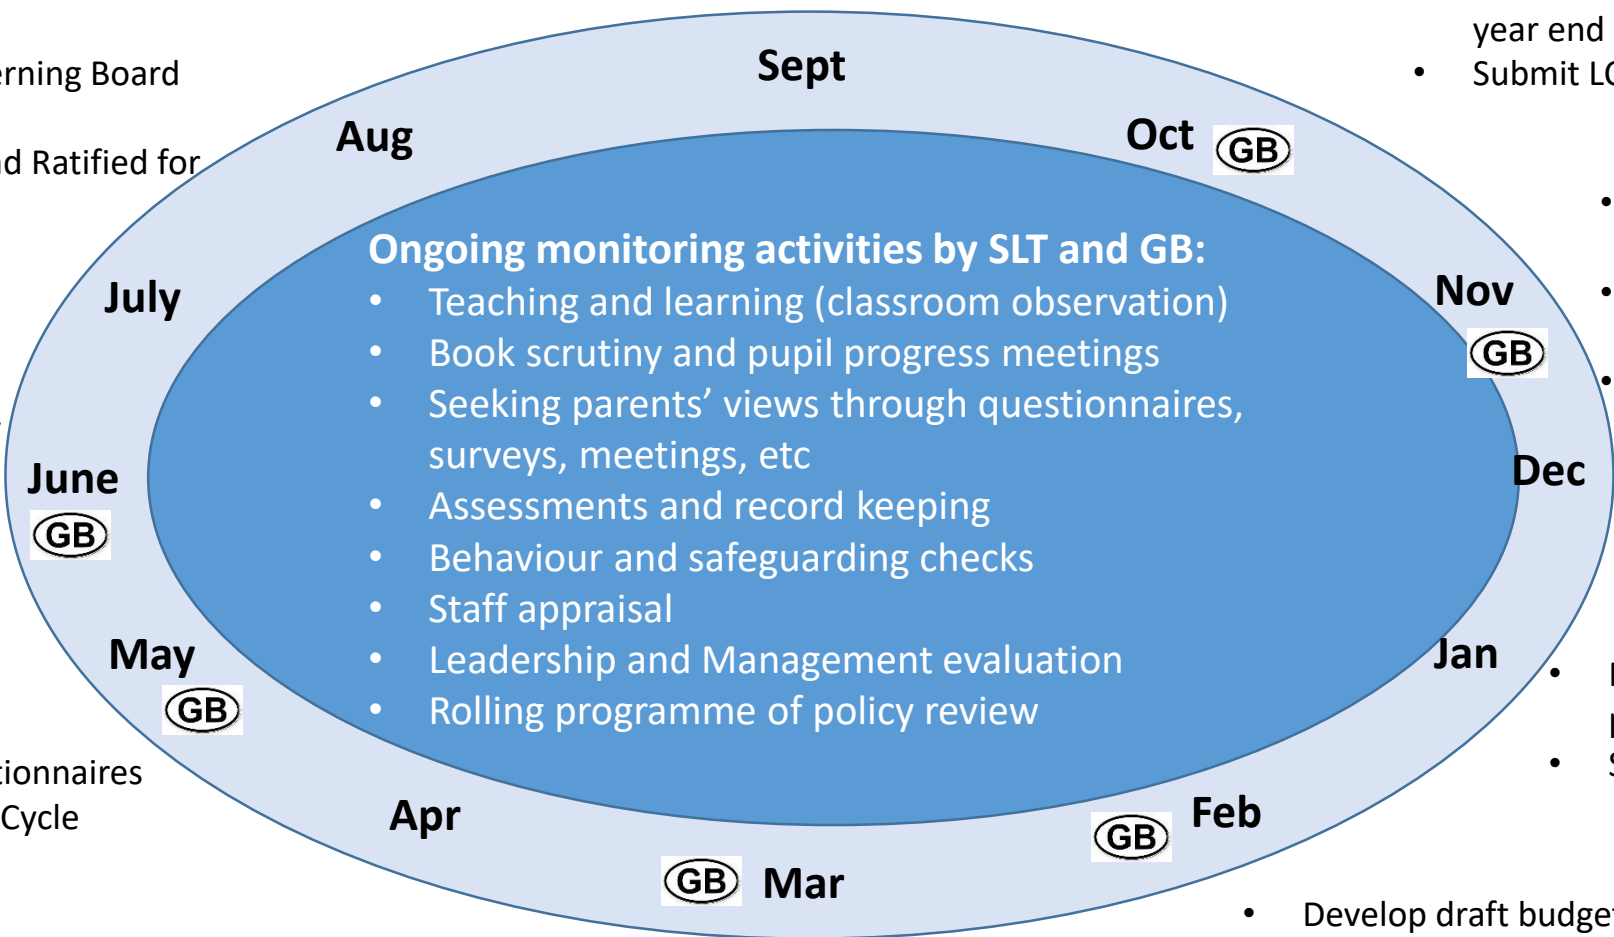 year end
erning Board
Submit
Sept
Aug
Oct
GB
nd Ratified for
Ongoing monitoring activities by SLT and GB:
• Teaching and learning (classroom observation)
• Book scrutiny and pupil progress meetings
• Seeking parents’ views through questionnaires,
surveys, meetings, etc
• Assessments and record keeping
• Behaviour and safeguarding checks
• Staff appraisal
• Leadership and Management evaluation
• Rolling programme of policy review
July
Nov
GB
June
GB
Dec
May
GB
Jan
tionnaires
Cycle
Apr
Feb
GB
GB
Mar
• Develop draft budget